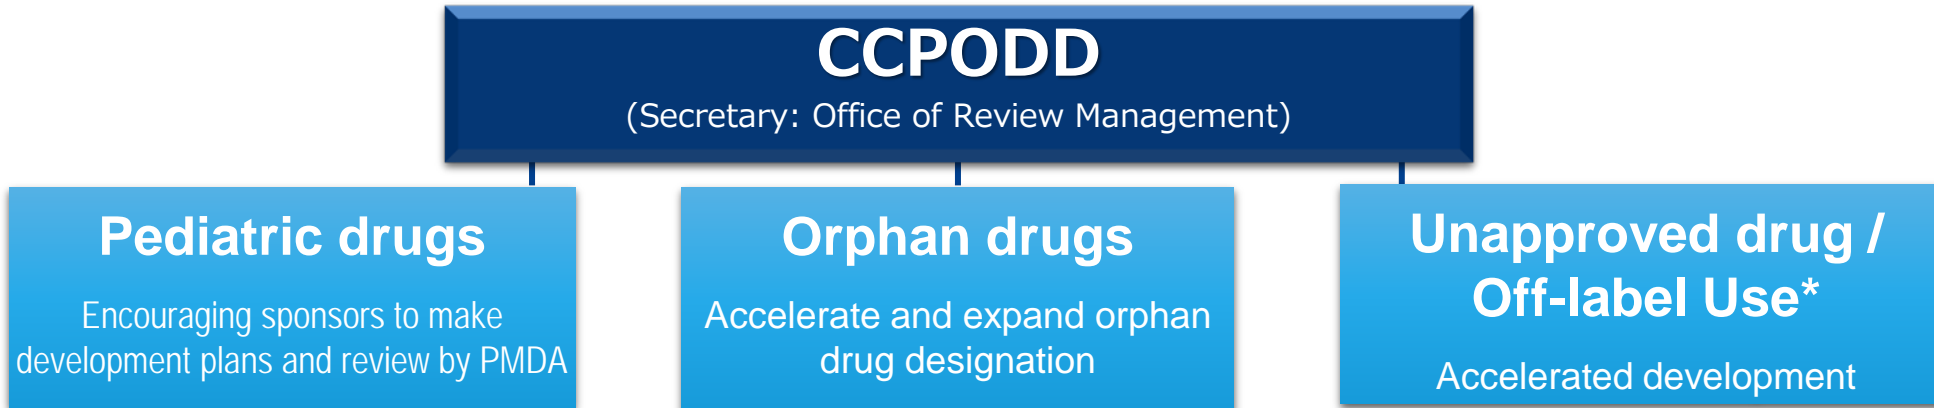 CCPODD
(Secretary: Office of Review Management)
Pediatric drugs
Encouraging sponsors to make
development plans and review by PMDA
Orphan drugs
Accelerate and expand orphan
drug designation
Unapproved drug /
Off-label Use*
Accelerated development